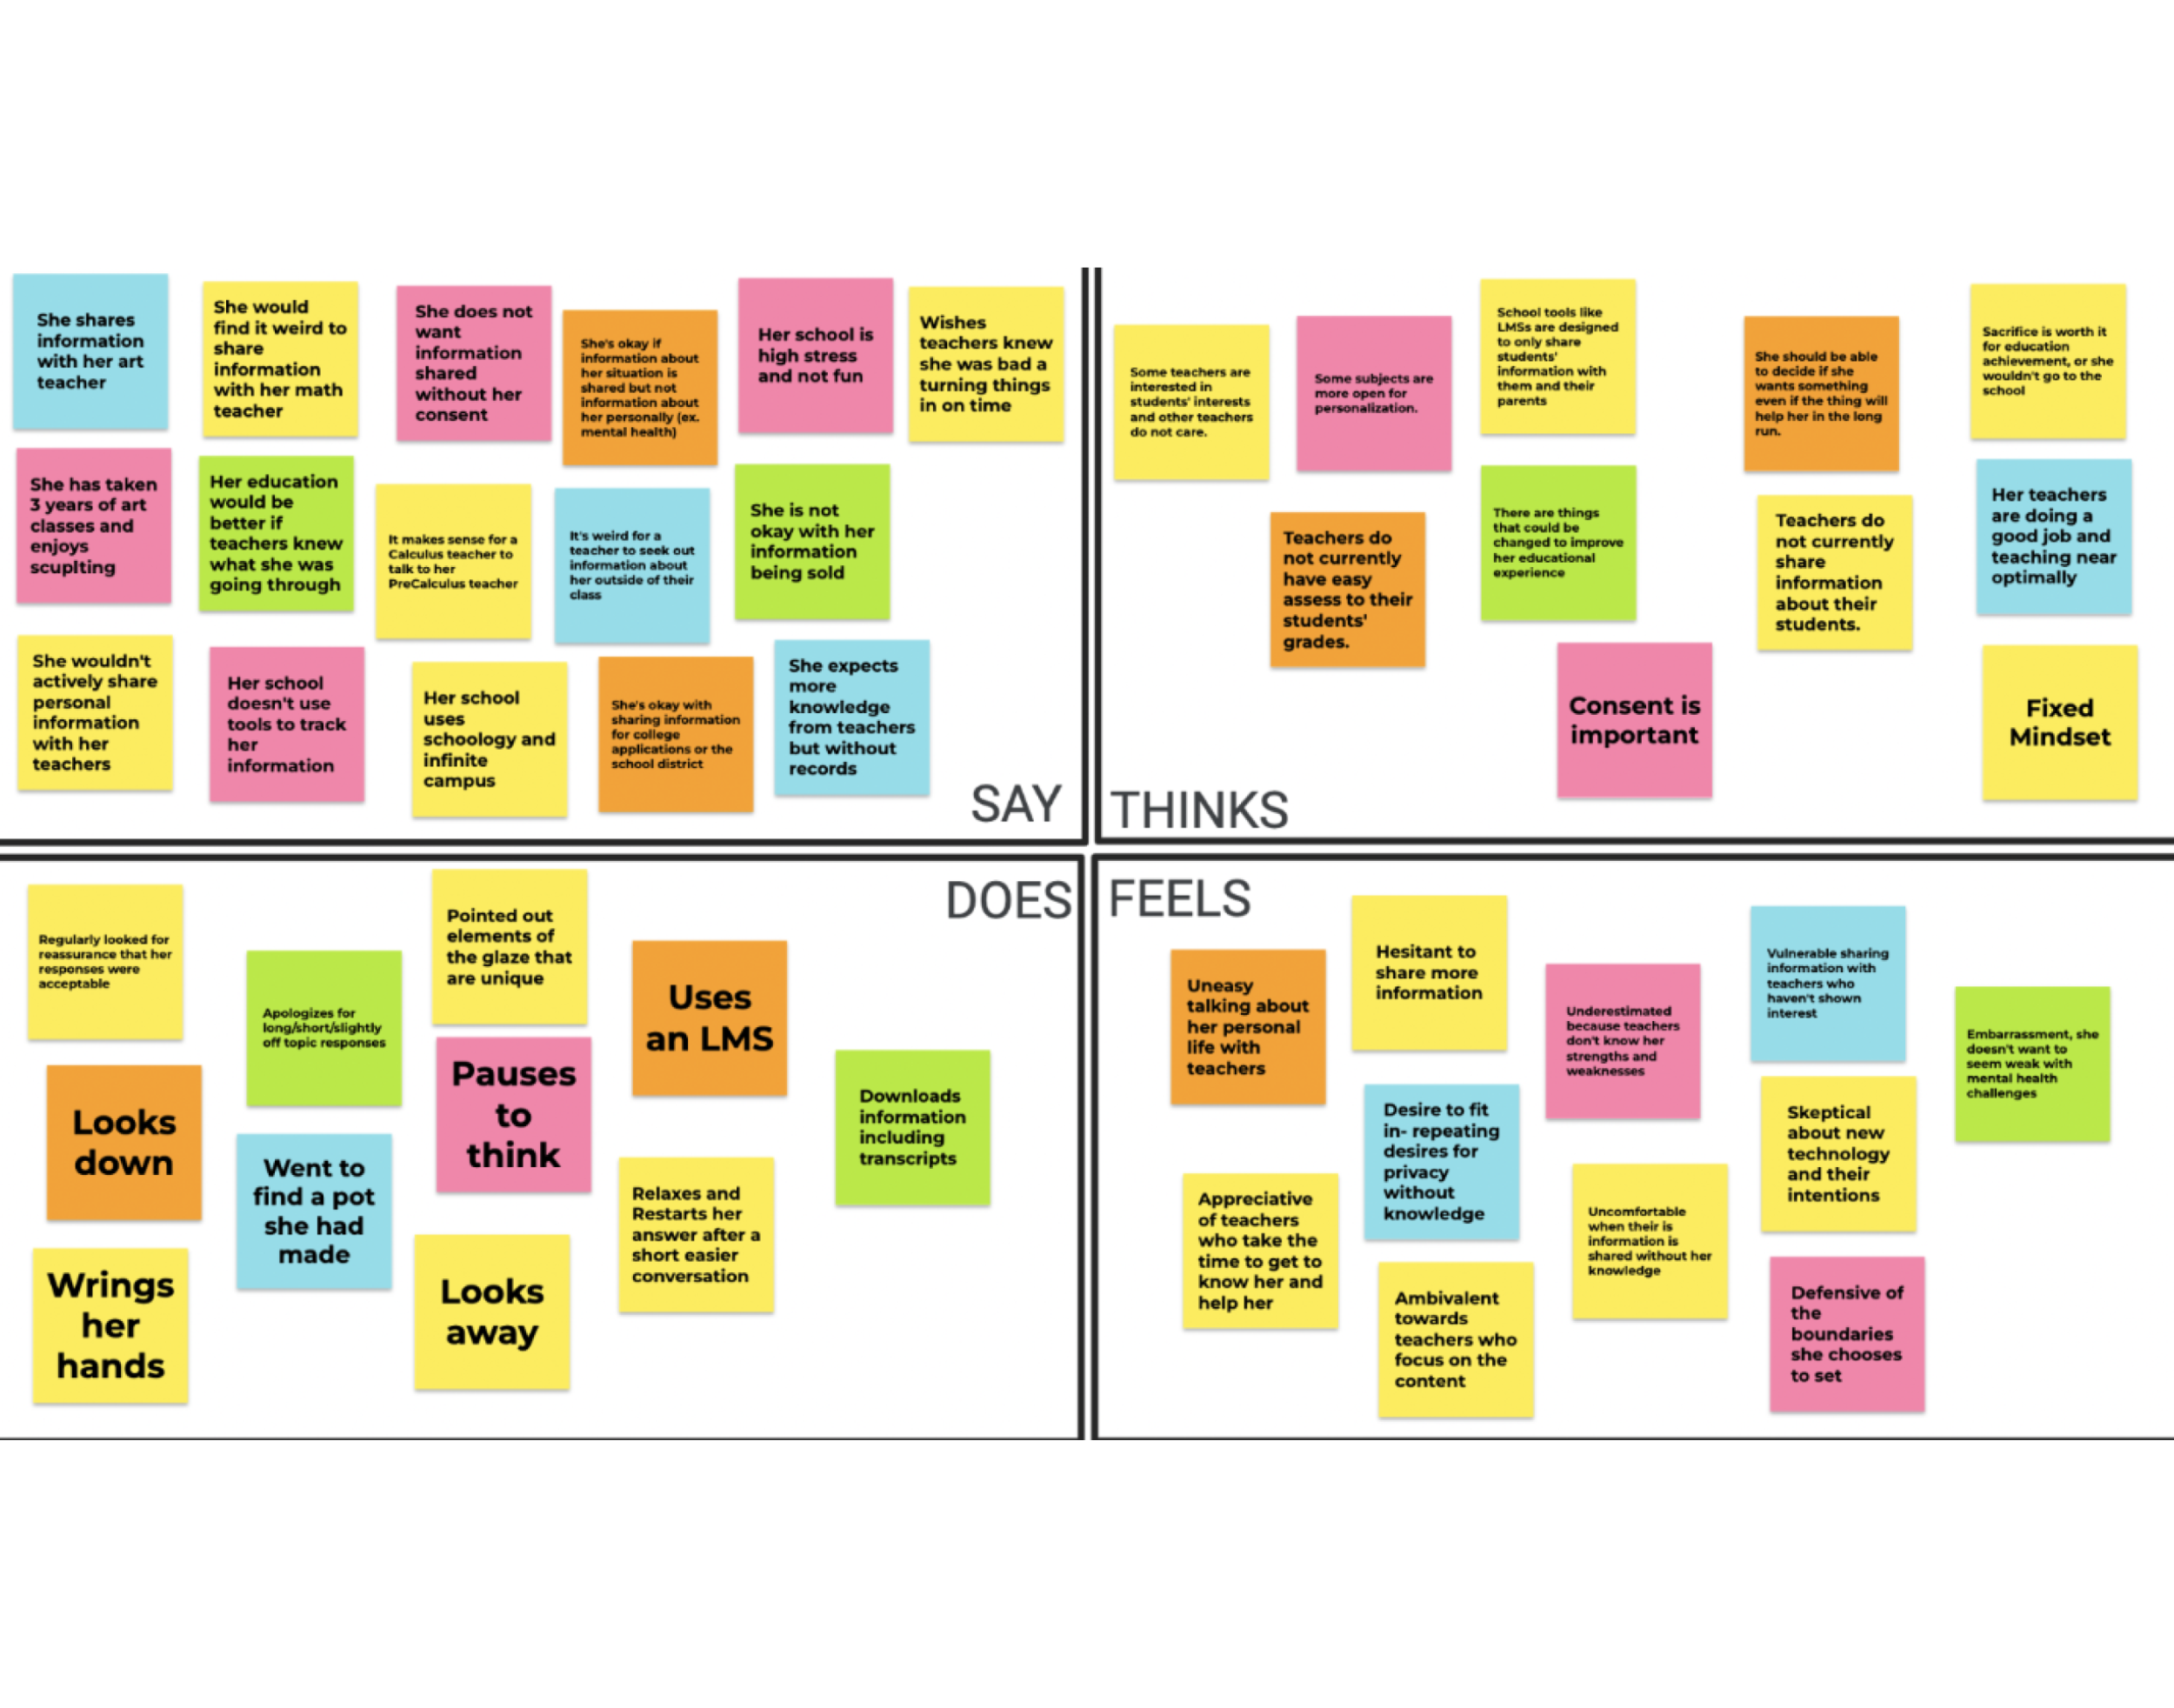 She shares
information
with her art
teacher
She would
find it weird to
share
information
with her math
teacher
She does not
want
information
shared
without her
consent
She's okay if
information about
her situation is
shared but not
information about
her personally (ex.
mental health)
Her school is
high stress
and not fun
Wishes
teachers knew
she was bad a
turning things
in on time
She has taken
3 years of art
classes and
enjoys
scuplting
Her education
would be
better if
teachers knew
what she was
going through
It makes sense for a
Calculus teacher to
talk to her
PreCalculus teacher
It's weird for a
teacher to seek out
information about
her outside of their
class
She is not
okay with her
information
being sold
She wouldn't
actively share
personal
information
with her
teachers
Her school
doesn't use
tools to track
her
information
Her school
uses
schoology and
infinite
campus
She's okay with
sharing information
for college
applications or the
school district
She expects
more
knowledge
from teachers
but without
records
SAY
Some teachers are
interested in
students' interests
and other teachers
do not care.
Some subjects are
more open for
personalization.
School tools like
LMSs are designed
to only share
students'
information with
them and their
parents
She should be able
to decide if she
wants something
even if the thing will
help her in the long
run.
Sacrifice is worth it
for education
achievement, or she
wouldn't go to the
school
Teachers do
not currently
have easy
assess to their
students'
grades.
There are things
that could be
changed to improve
her educational
experience
Teachers do
not currently
share
information
about their
students.
Her teachers
are doing a
good job and
teaching near
optimally
Consent is
important
Fixed
Mindset
THINKS
DOES
Regularly looked for
reassurance that her
responses were
acceptable
Apologizes for
long/short/slightly
off topic responses
Pointed out
elements of
the glaze that
are unique
Uses
an LMS
Looks
down
Pauses
to
think
Downloads
information
including
transcripts
Went to
find a pot
she had
made
Relaxes and
Restarts her
answer after a
short easier
conversation
Wrings
her
hands
Looks
away
FEELS
Uneasy
talking about
her personal
life with
teachers
Hesitant to
share more
information
Underestimated
because teachers
don't know her
strengths and
weaknesses
Vulnerable sharing
information with
teachers who
haven't shown
interest
Embarrassment, she
doesn't want to
seem weak with
mental health
challenges
Desire to fit
in- repeating
desires for
privacy
without
knowledge
Skeptical
about new
technology
and their
intentions
Appreciative
of teachers
who take the
time to get to
know her and
help her
Uncomfortable
when their is
information is
shared without her
knowledge
Ambivalent
towards
teachers who
focus on the
content
Defensive of
the
boundaries
she chooses
to set